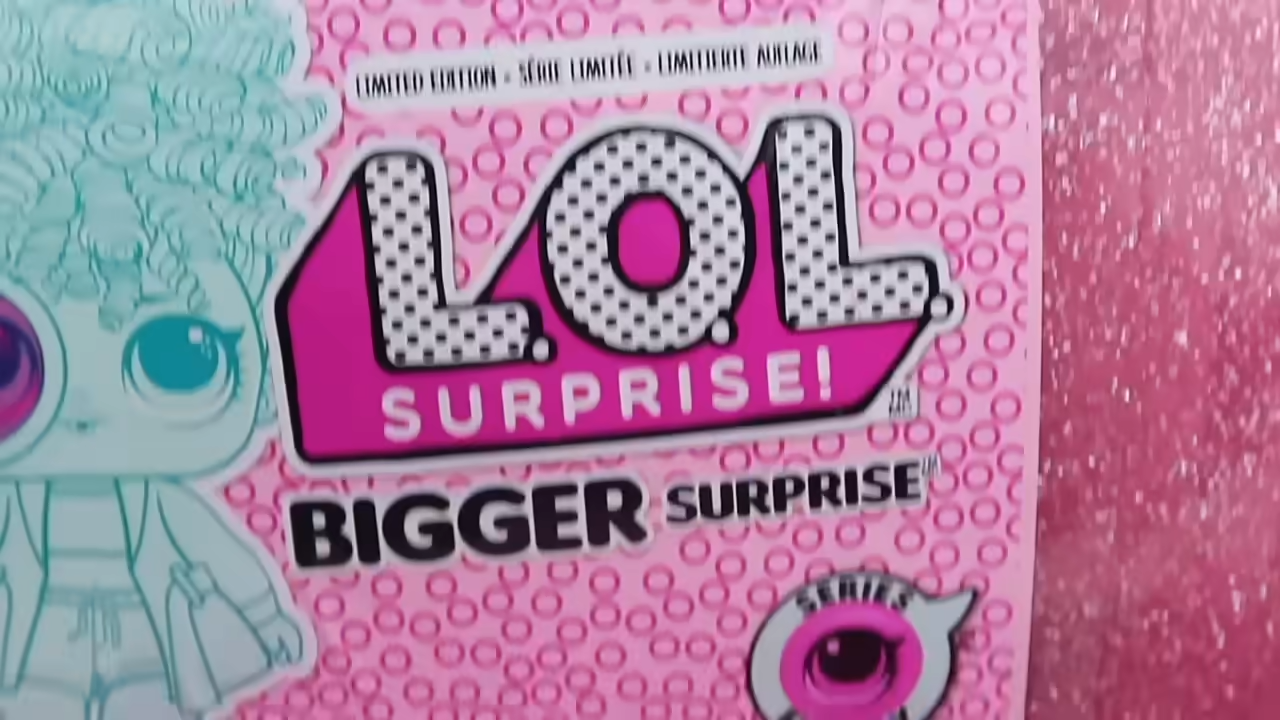 LIMITED EDITION - SÉRIE LIMITÉE - LIMITIERTE AUFLAGE
L.O.L.
SURPRISE!
BIGGER SURPRISE
SERIES